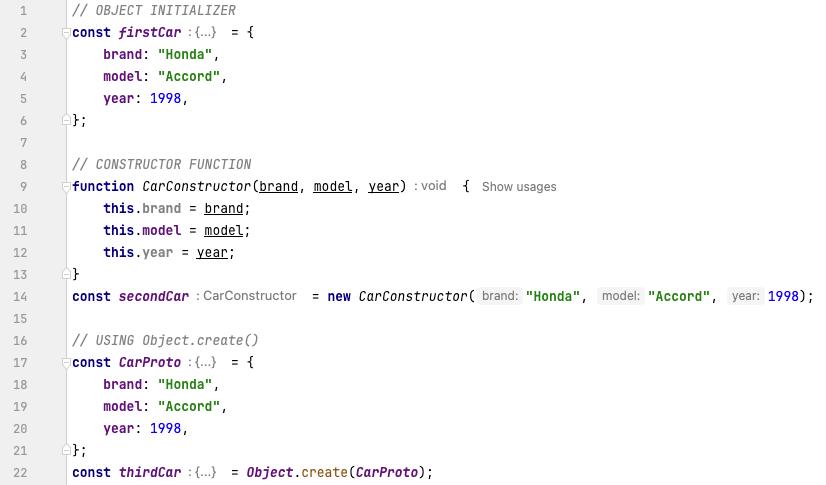 1 // OBJECT INITIALIZER
2 const firstCar : {...} = {
3 brand: "Honda",
4 model: "Accord",
5 year: 1998,
6 };
7
8 // CONSTRUCTOR FUNCTION
9 function CarConstructor(brand, model, year) : void { Show usages
10 this.brand = brand;
11 this.model = model;
12 this.year = year;
13 }
14 const secondCar : CarConstructor = new CarConstructor( brand: "Honda", model: "Accord", year: 1998);
15
16 // USING Object.create()
17 const CarProto : {...} = {
18 brand: "Honda",
19 model: "Accord",
20 year: 1998,
21 };
22 const thirdCar : {...} = Object.create(CarProto);